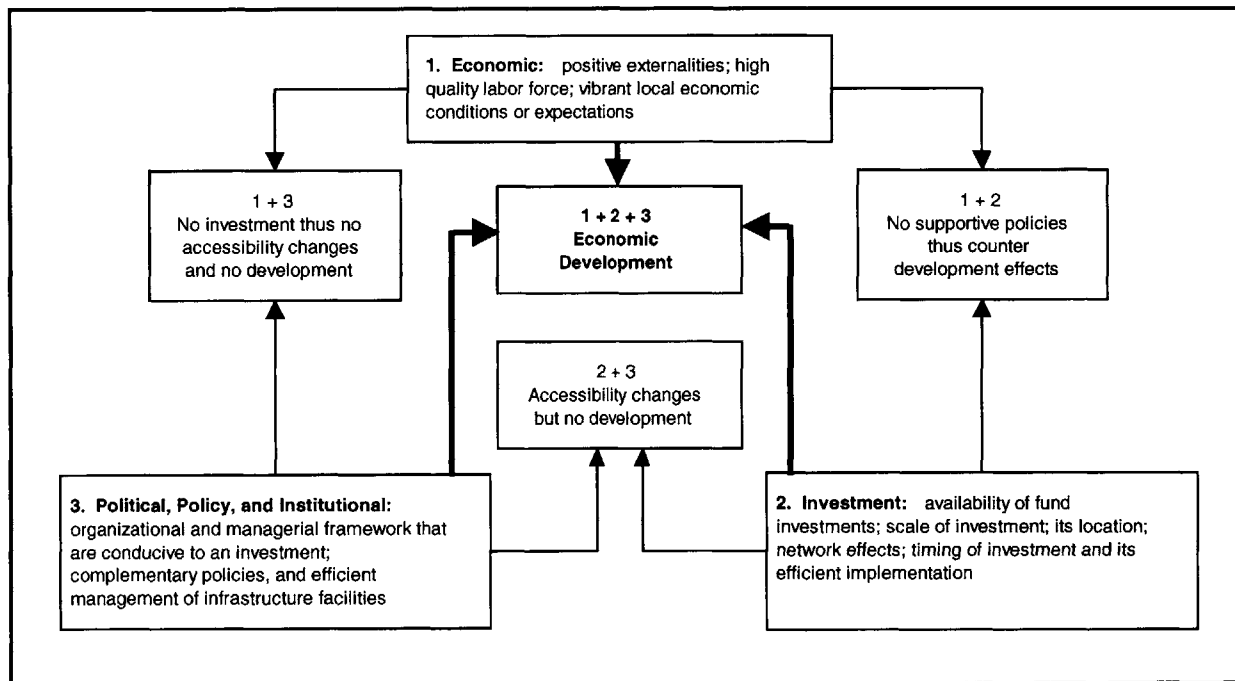 1. Economic: positive externalities; high
quality labor force; vibrant local economic
conditions or expectations
1 + 3
No investment thus no
accessibility changes
and no development
1 + 2 + 3
Economic
Development
1 + 2
No supportive policies
thus counter
development effects
2 + 3
Accessibility changes
but no development
3. Political, Policy, and Institutional:
organizational and managerial framework that
are conducive to an investment;
complementary policies, and efficient
management of infrastructure facilities
2. Investment: availability of fund
investments; scale of investment; its location;
network effects; timing of investment and its
efficient implementation